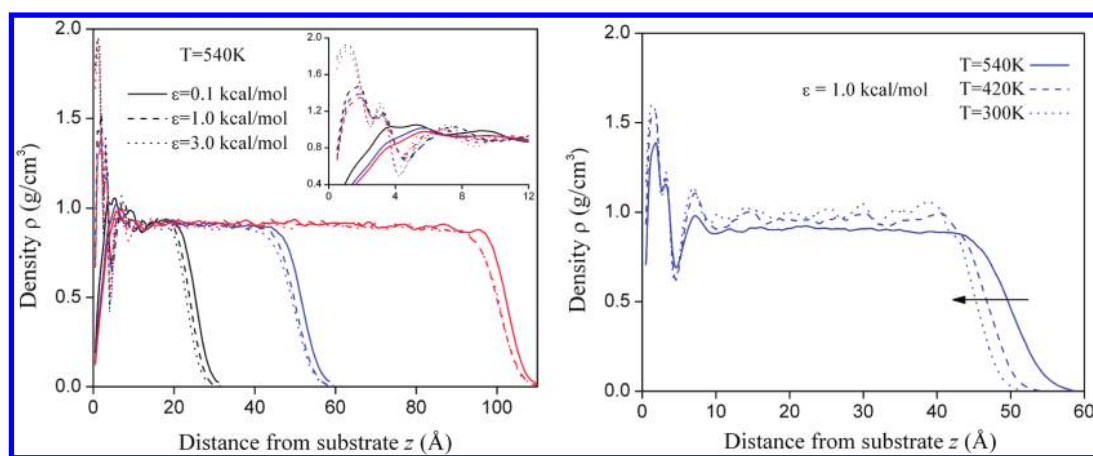 2.0
1.5
1.0
0.5
0.0
Density ρ (g/cm³)
T=540K
ε=0.1 kcal/mol
ε=1.0 kcal/mol
ε=3.0 kcal/mol
2.0
1.6
1.2
0.8
0.4
0 4 8 12
0 20 40 60 80 100
Distance from substrate z (Å)
2.0
1.5
1.0
0.5
0.0
Density ρ (g/cm³)
ε = 1.0 kcal/mol
T=540K
T=420K
T=300K
0 10 20 30 40 50 60
Distance from substrate z (Å)